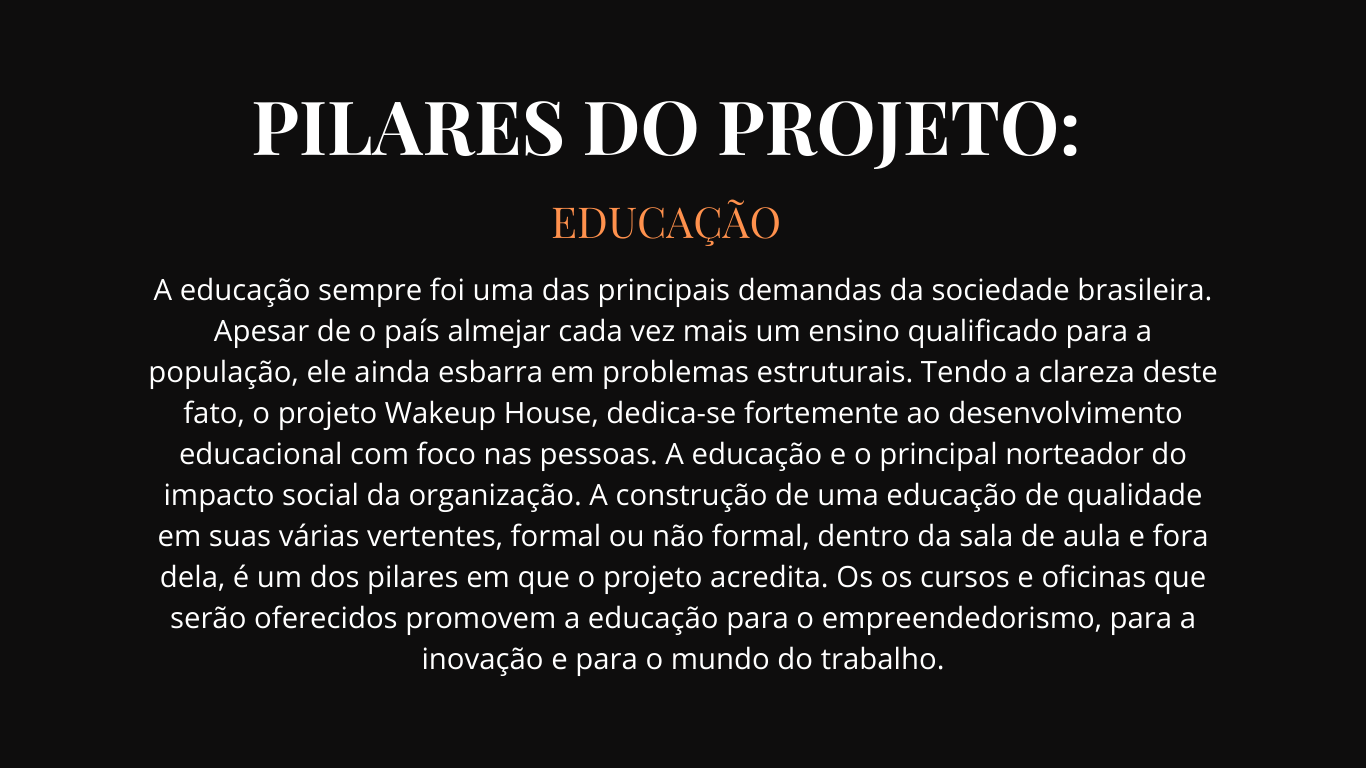 PILARES DO PROJETO:
EDUCAÇÃO
A educação sempre foi uma das principais demandas da sociedade brasileira.
Apesar de o país almejar cada vez mais um ensino qualificado para a
população, ele ainda esbarra em problemas estruturais. Tendo a clareza deste
fato, o projeto Wakeup House, dedica-se fortemente ao desenvolvimento
educacional com foco nas pessoas. A educação e o principal norteador do
impacto social da organização. A construção de uma educação de qualidade
em suas várias vertentes, formal ou não formal, dentro da sala de aula e fora
dela, é um dos pilares em que o projeto acredita. Os os cursos e oficinas que
serão oferecidos promovem a educação para o empreendedorismo, para a
inovação e para o mundo do trabalho.